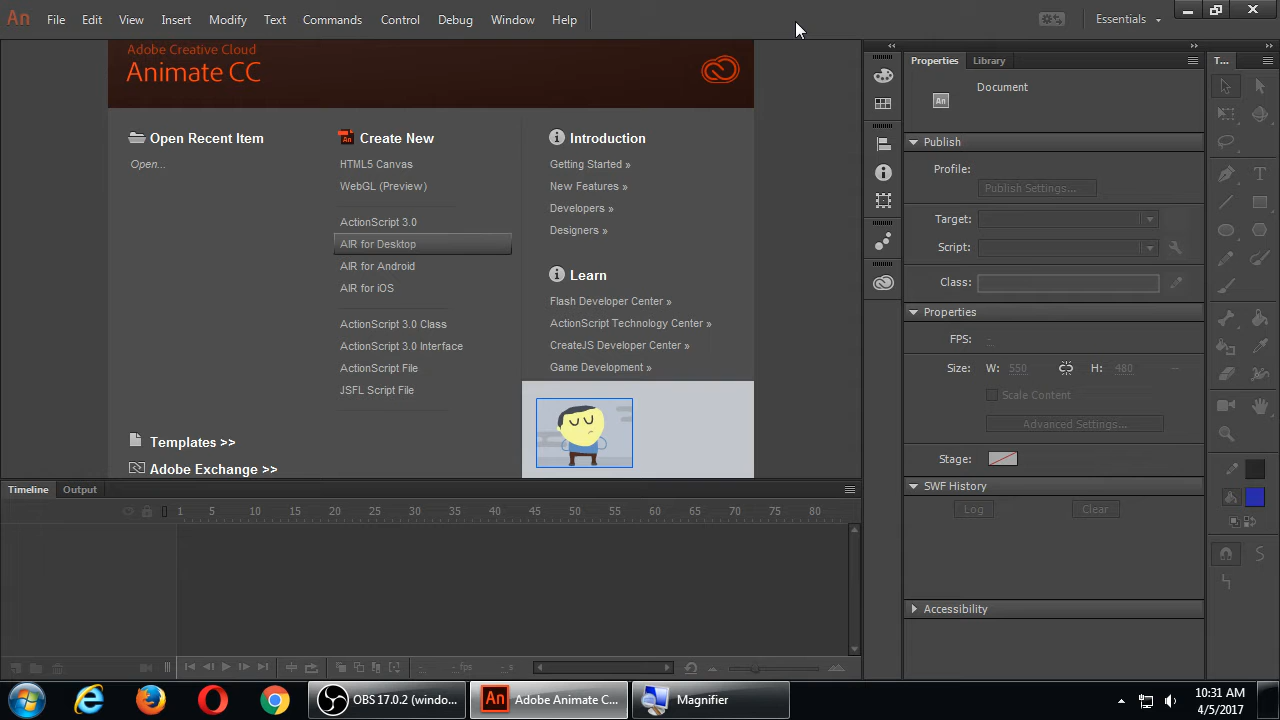 An File Edit View Insert Modify Text Commands Control Debug Window Help Essentials
Adobe Creative Cloud
Animate CC
Open Recent Item
Open...
Templates >>
Adobe Exchange >>
An Create New
HTML5 Canvas
WebGL (Preview)
ActionScript 3.0
AIR for Desktop
AIR for Android
AIR for iOS
ActionScript 3.0 Class
ActionScript 3.0 Interface
ActionScript File
JSFL Script File
Introduction
Getting Started »
New Features »
Developers »
Designers »
Learn
Flash Developer Center »
ActionScript Technology Center »
CreateJS Developer Center »
Game Development »
Properties Library
T...
An Document
Publish
Profile:
Publish Settings...
Target:
Script:
Class:
Properties
FPS: -
Size: W: 550 H: 480 --
Scale Content
Advanced Settings...
Stage:
SWF History
Log Clear
Accessibility
Timeline Output
1 5 10 15 20 25 30 35 40 45 50 55 60 65 70 75 80
-- -- fps -- s
OBS 17.0.2 (windo... An Adobe Animate C... Magnifier
10:31 AM
4/5/2017